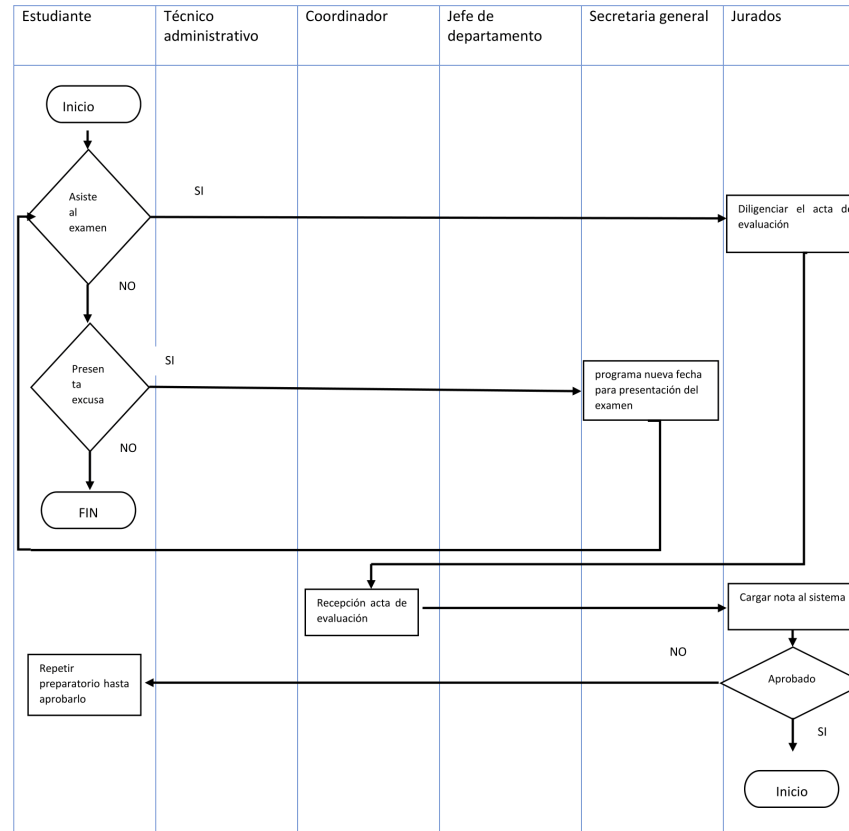 Estudiante
Técnico
administrativo
Coordinador
Jefe de
departamento
Secretaria general
Jurados
Inicio
Asiste
al
examen
SI
Diligenciar el acta de
evaluación
NO
Presen
ta
excusa
SI
programa nueva fecha
para presentación del
examen
NO
FIN
Recepción acta de
evaluación
Cargar nota al sistema
Repetir
preparatorio hasta
aprobarlo
NO
Aprobado
SI
Inicio